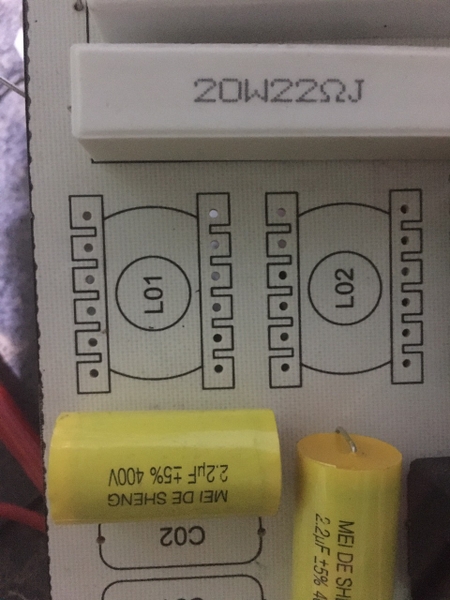 20W22ΩJ
L01
L02
MEI DE SHENG
2.2µF ±5% 400V
C02
MEI DE SH
2.2µF ±5% 4